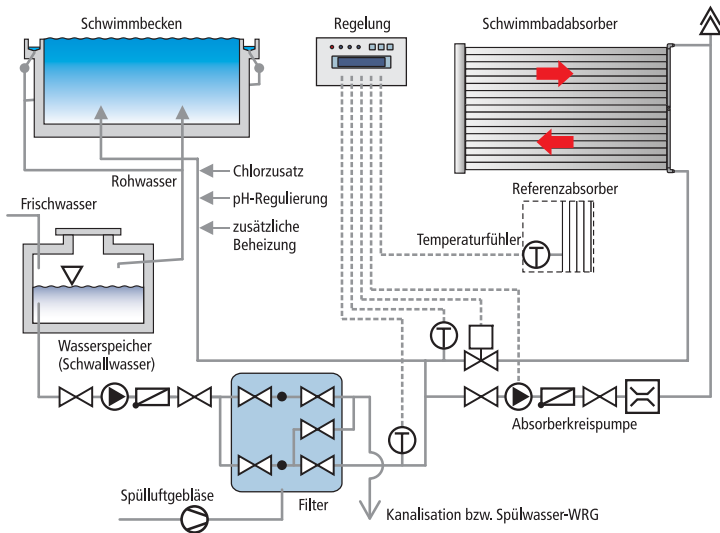 Schwimmbecken
Regelung
Schwimmbadabsorber
Rohwasser
Chlorzusatz
pH-Regulierung
zusätzliche
Beheizung
Frischwasser
Referenzabsorber
Temperaturfühler
T
T
T
Wasserspeicher
(Schwallwasser)
Absorberkreispumpe
Spülluftgebläse
Filter
Kanalisation bzw. Spülwasser-WRG